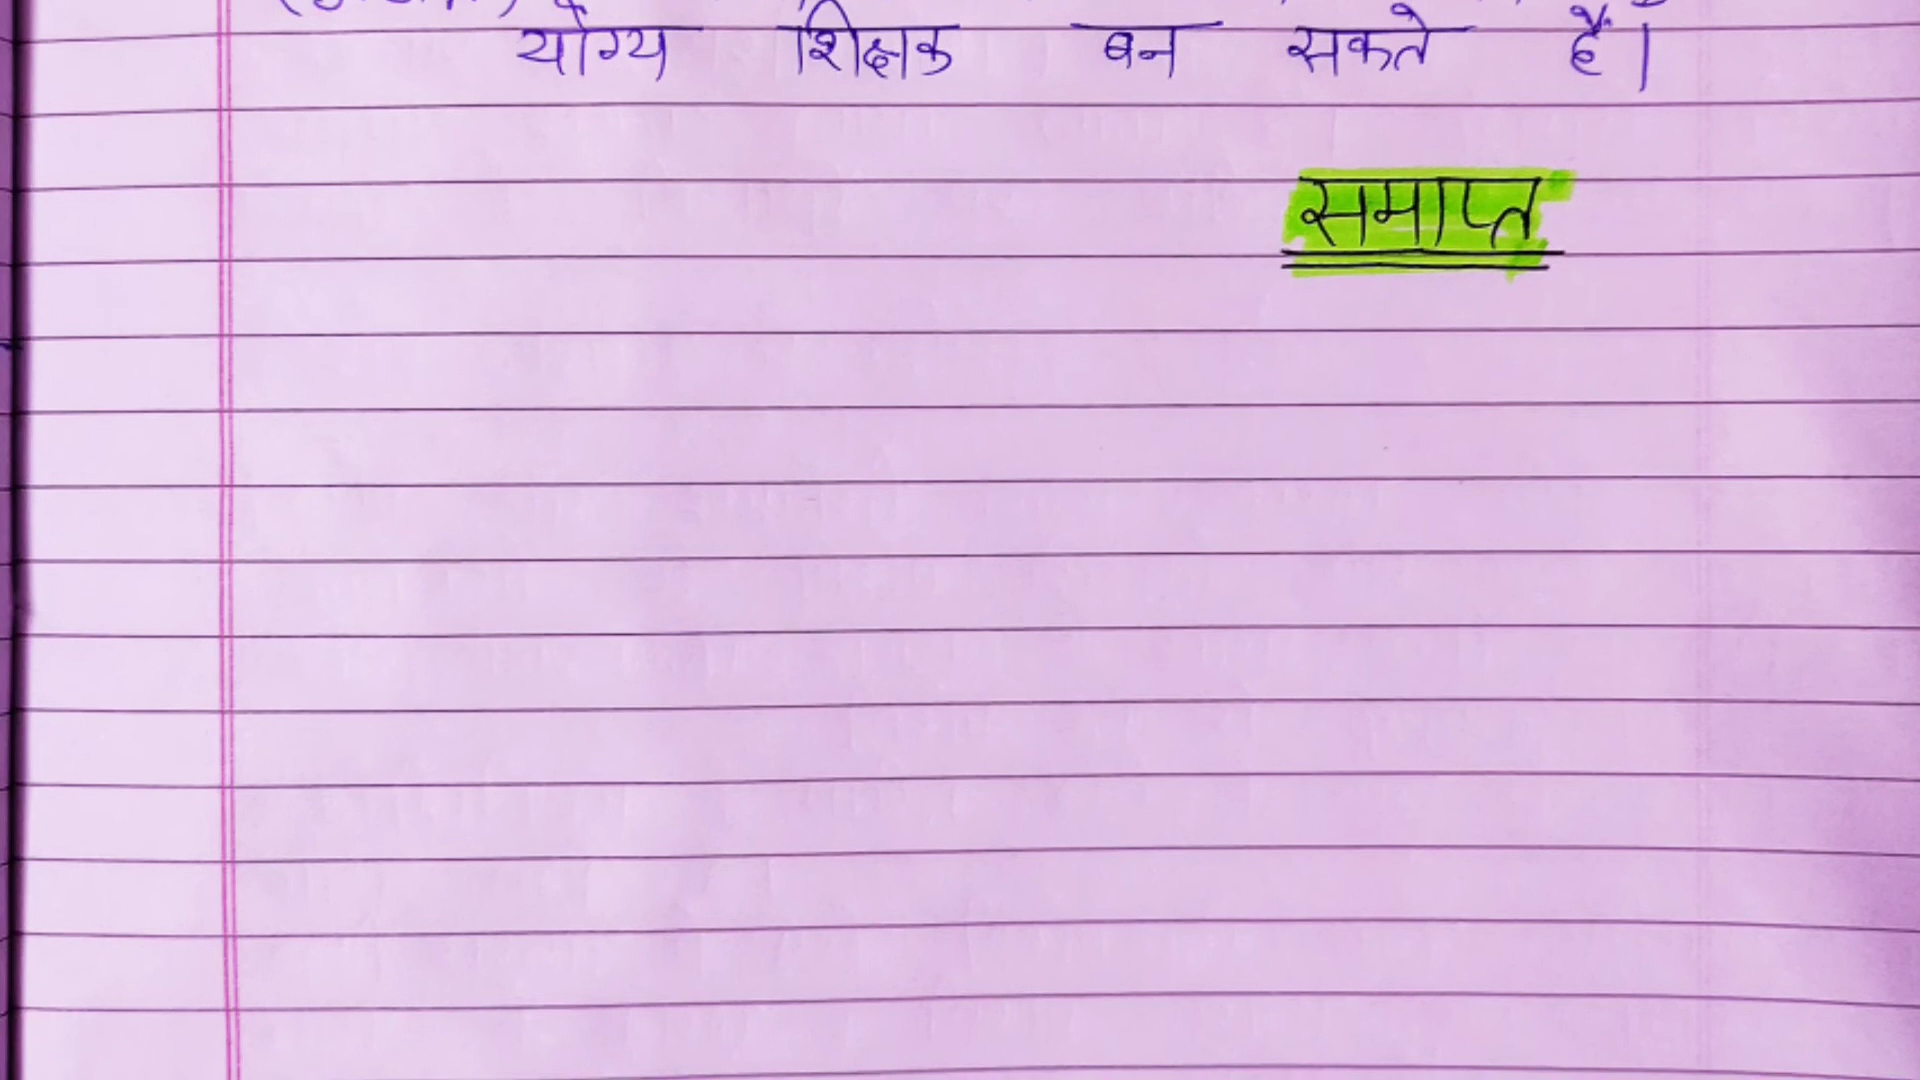 योग्य शिक्षक बन सकते हैं।
समाप्त